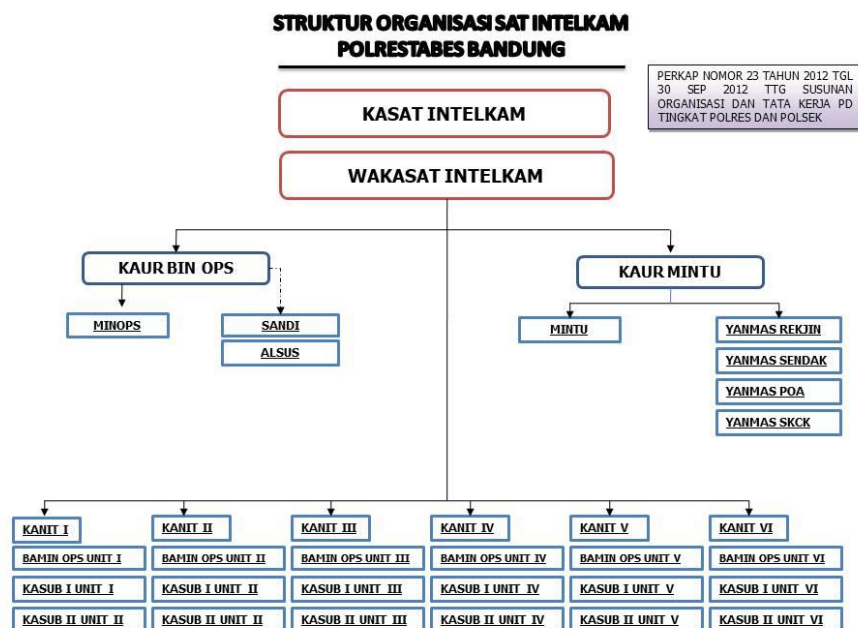 STRUKTUR ORGANISASI SAT INTELKAM
POLRESTABES BANDUNG
PERKAP NOMOR 23 TAHUN 2012 TGL
30 SEP 2012 TTG SUSUNAN
ORGANISASI DAN TATA KERJA PD
TINGKAT POLRES DAN POLSEK
KASAT INTELKAM
WAKASAT INTELKAM
KAUR BIN OPS
KAUR MINTU
MINOPS
SANDI
ALSUS
MINTU
YANMAS REKJIN
YANMAS SENDAK
YANMAS POA
YANMAS SKCK
KANIT I
KANIT II
KANIT III
KANIT IV
KANIT V
KANIT VI
BAMIN OPS UNIT I
BAMIN OPS UNIT II
BAMIN OPS UNIT III
BAMIN OPS UNIT IV
BAMIN OPS UNIT V
BAMIN OPS UNIT VI
KASUB I UNIT I
KASUB I UNIT II
KASUB I UNIT III
KASUB I UNIT IV
KASUB I UNIT V
KASUB I UNIT VI
KASUB II UNIT II
KASUB II UNIT II
KASUB II UNIT III
KASUB II UNIT IV
KASUB II UNIT V
KASUB II UNIT VI